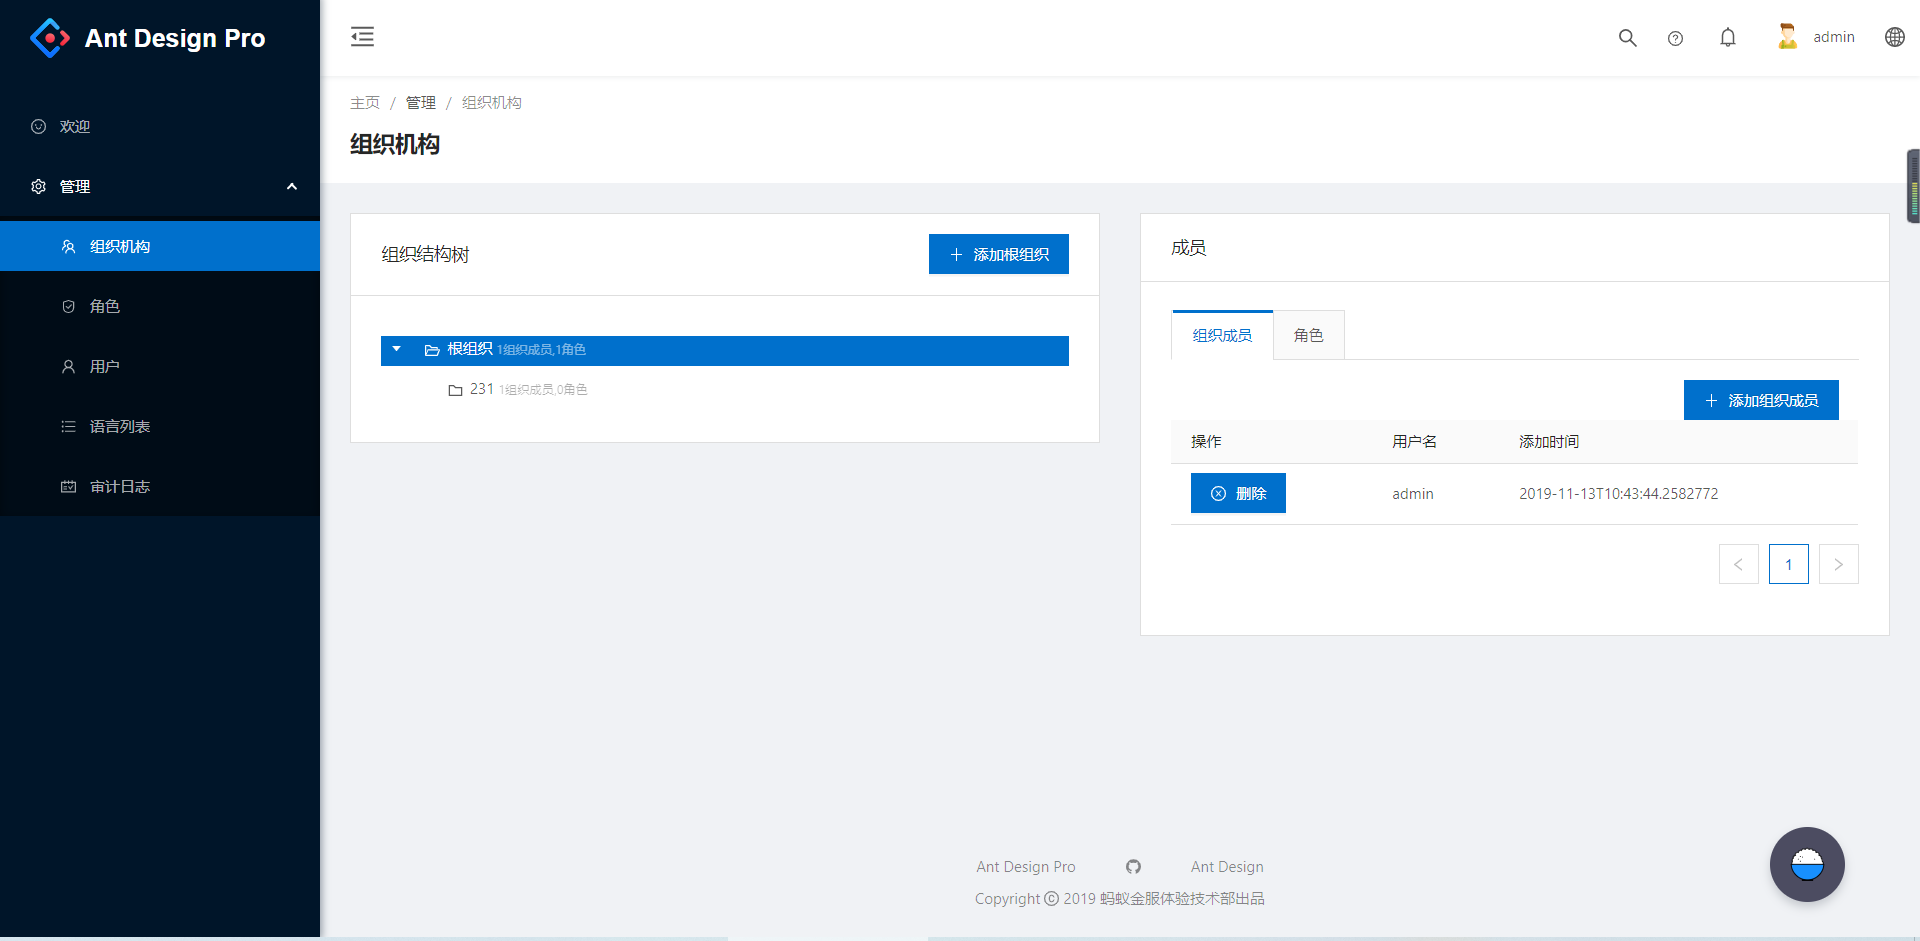 Ant Design Pro
admin
欢迎
管理
组织机构
角色
用户
语言列表
审计日志
主页 / 管理 / 组织机构
组织机构
组织结构树
添加根组织
根组织 1组织成员,1角色
231 1组织成员,0角色
成员
组织成员 角色
添加组织成员
操作 用户名 添加时间
删除 admin 2019-11-13T10:43:44.2582772
1
Ant Design Pro Ant Design
Copyright © 2019 蚂蚁金服体验技术部出品